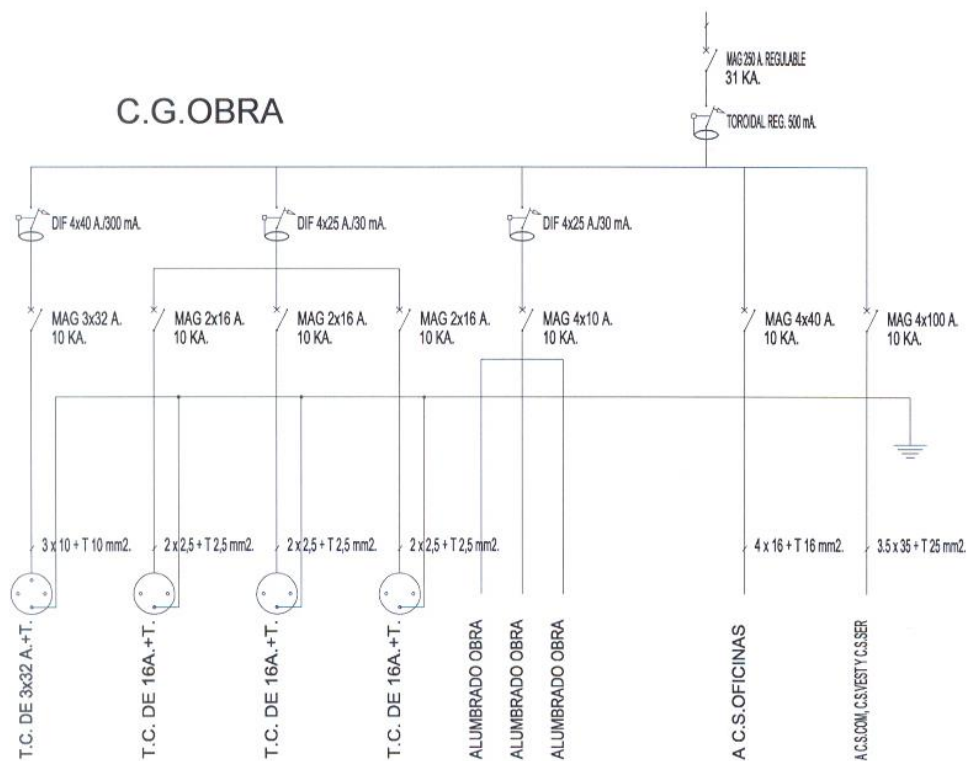 MAG 250 A. REGULABLE
31 KA.
C.G.OBRA
TOROIDAL REG. 500 mA.
DIF 4x40 A./300 mA.
DIF 4x25 A./30 mA.
DIF 4x25 A./30 mA.
MAG 3x32 A.
10 KA.
MAG 2x16 A.
10 KA.
MAG 2x16 A.
10 KA.
MAG 2x16 A.
10 KA.
MAG 4x10 A.
10 KA.
MAG 4x40 A.
10 KA.
MAG 4x100 A.
10 KA.
3 x 10 + T 10 mm2.
2 x 2,5 + T 2,5 mm2.
2 x 2,5 + T 2,5 mm2.
2 x 2,5 + T 2,5 mm2.
4 x 16 + T 16 mm2.
3.5 x 35 + T 25 mm2.
T.C. DE 3x32 A.+T.
T.C. DE 16A.+T.
T.C. DE 16A.+T.
T.C. DE 16A.+T.
ALUMBRADO OBRA
ALUMBRADO OBRA
ALUMBRADO OBRA
A C.S.OFICINAS
A C.S.COM, C.S.VEST Y C.S.SER